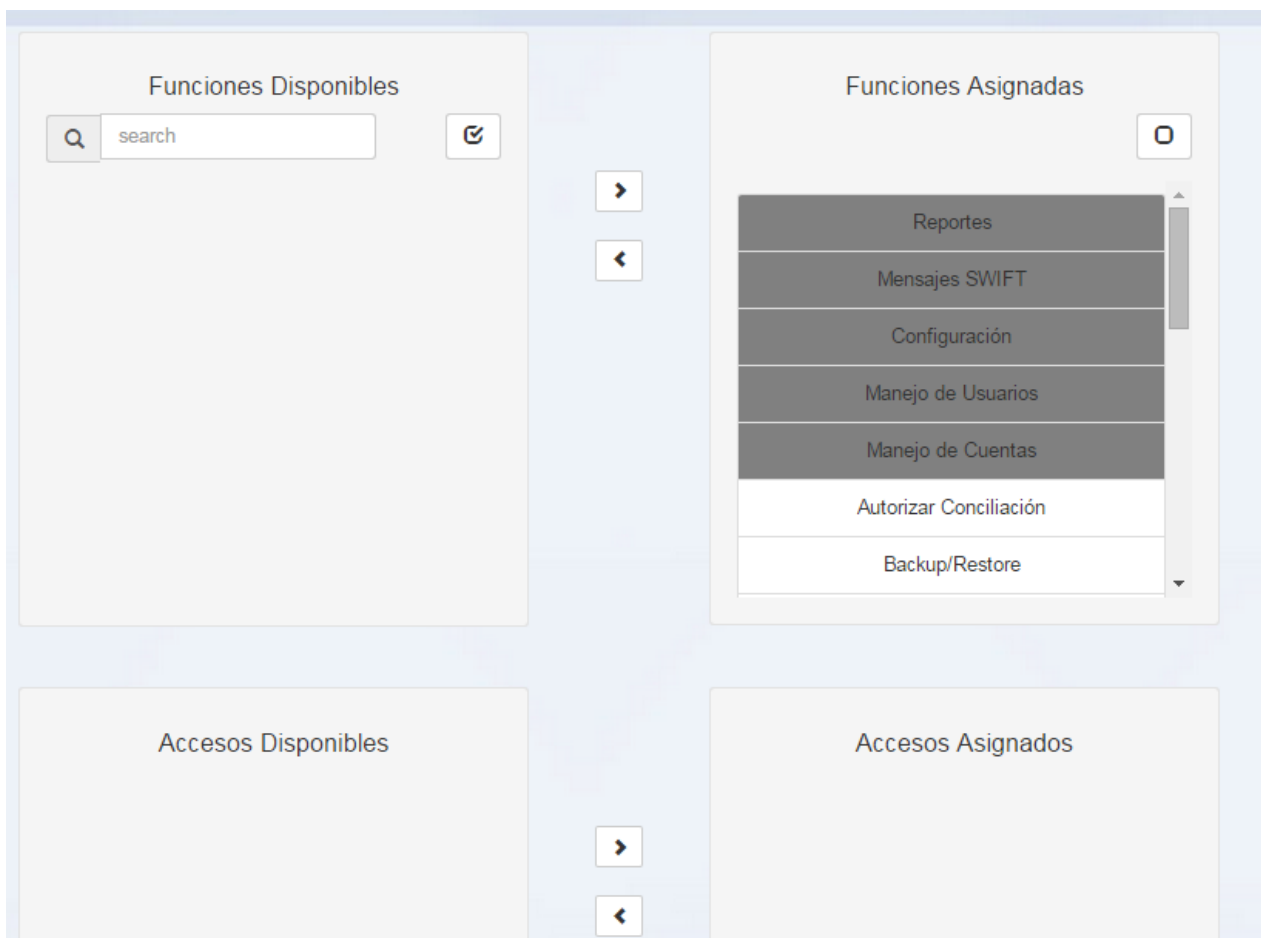 Funciones Disponibles
search
Funciones Asignadas
Reportes
Mensajes SWIFT
Configuración
Manejo de Usuarios
Manejo de Cuentas
Autorizar Conciliación
Backup/Restore
Accesos Disponibles
Accesos Asignados